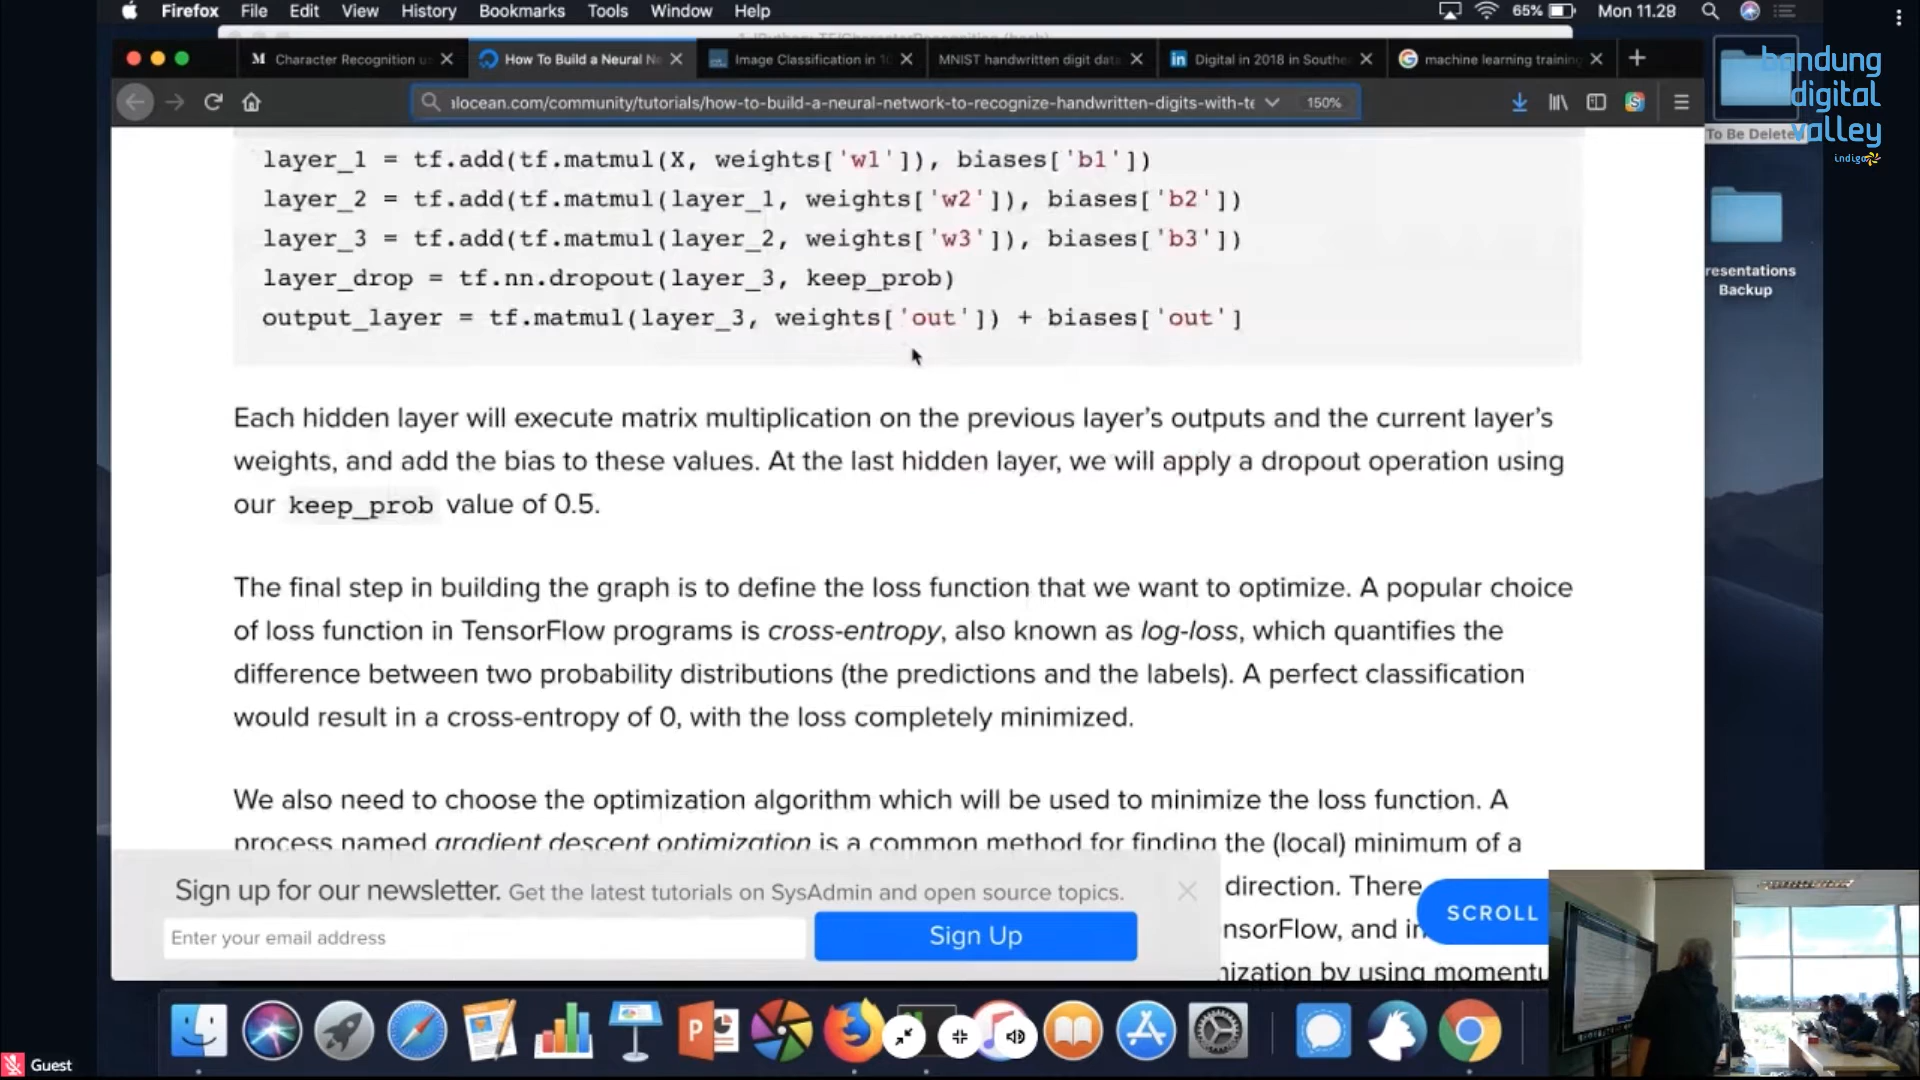 Firefox File Edit View History Bookmarks Tools Window Help 65% Mon 11.28
Character Recognition u
How To Build a Neural N
Image Classification in 10
MNIST handwritten digit dat
Digital in 2018 in Southe
machine learning training
bandung
digital
valley
indigo
alocean.com/community/tutorials/how-to-build-a-neural-network-to-recognize-handwritten-digits-with-te 150%
To Be Delete
layer_1 = tf.add(tf.matmul(X, weights['w1']), biases['b1'])
layer_2 = tf.add(tf.matmul(layer_1, weights['w2']), biases['b2'])
layer_3 = tf.add(tf.matmul(layer_2, weights['w3']), biases['b3'])
layer_drop = tf.nn.dropout(layer_3, keep_prob)
output_layer = tf.matmul(layer_3, weights['out']) + biases['out']
resentations
Backup
Each hidden layer will execute matrix multiplication on the previous layer's outputs and the current layer's
weights, and add the bias to these values. At the last hidden layer, we will apply a dropout operation using
our keep_prob value of 0.5.
The final step in building the graph is to define the loss function that we want to optimize. A popular choice
of loss function in TensorFlow programs is cross-entropy, also known as log-loss, which quantifies the
difference between two probability distributions (the predictions and the labels). A perfect classification
would result in a cross-entropy of 0, with the loss completely minimized.
We also need to choose the optimization algorithm which will be used to minimize the loss function. A
process named gradient descent optimization is a common method for finding the (local) minimum of a
direction. There
nsorFlow, and in
nization by using momentu
Sign up for our newsletter. Get the latest tutorials on SysAdmin and open source topics.
Enter your email address
Sign Up
SCROLL
Guest